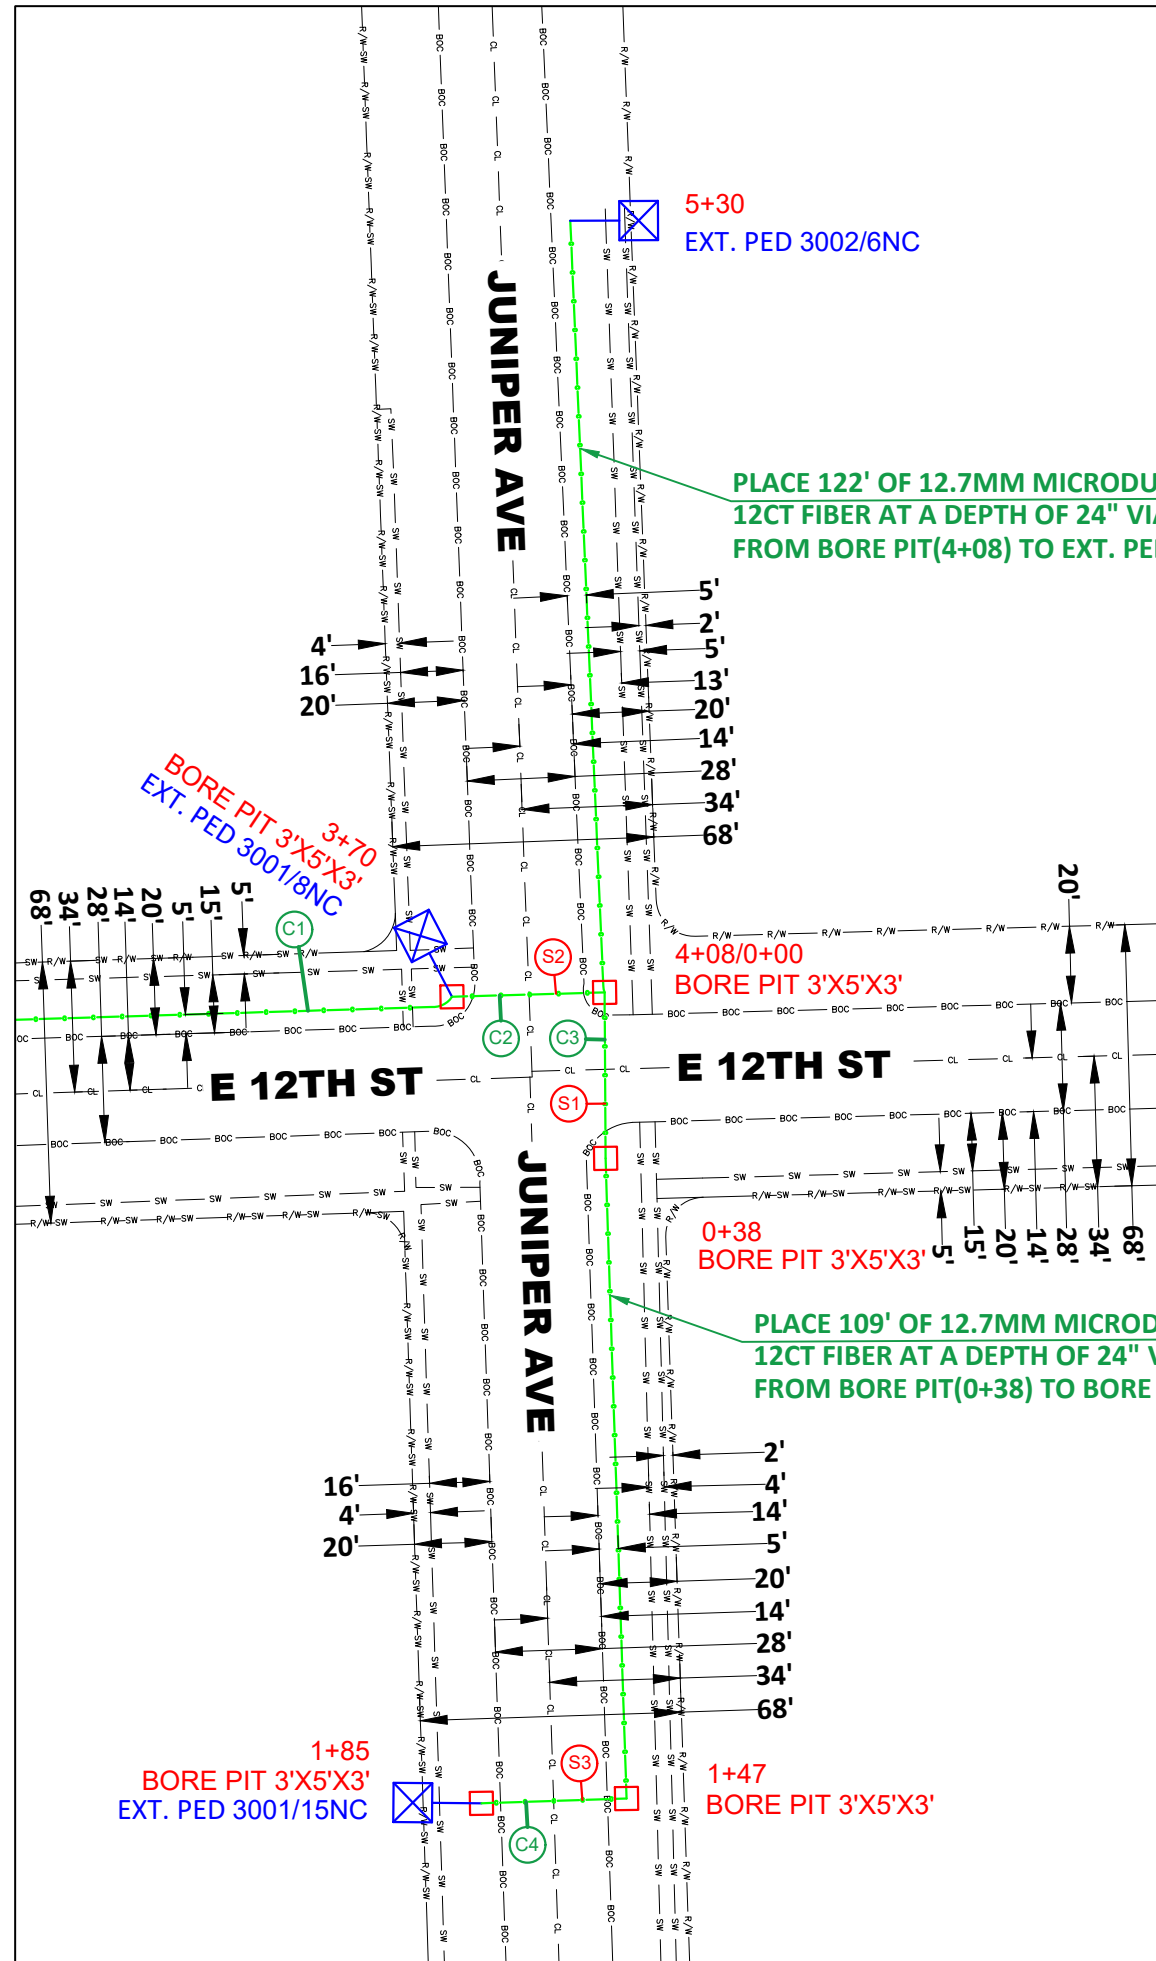 5+30
EXT. PED 3002/6NC
JUNIPER AVE
PLACE 122' OF 12.7MM MICRODU
12CT FIBER AT A DEPTH OF 24" VIA
FROM BORE PIT(4+08) TO EXT. PE
5'
2'
5'
13'
20'
14'
28'
34'
68'
4'
16'
20'
3+70
BORE PIT 3'X5'X3'
EXT. PED 3001/8NC
68'
34'
28'
14'
20'
5'
15'
5'
C1
S2
C2
C3
S1
4+08/0+00
BORE PIT 3'X5'X3'
20'
E 12TH ST
E 12TH ST
JUNIPER AVE
0+38
BORE PIT 3'X5'X3'
5'
15'
20'
14'
28'
34'
68'
PLACE 109' OF 12.7MM MICROD
12CT FIBER AT A DEPTH OF 24" V
FROM BORE PIT(0+38) TO BORE
2'
4'
14'
5'
20'
14'
28'
34'
68'
16'
4'
20'
1+85
BORE PIT 3'X5'X3'
EXT. PED 3001/15NC
S3
C4
1+47
BORE PIT 3'X5'X3'
R/W
SW
BOC
CL